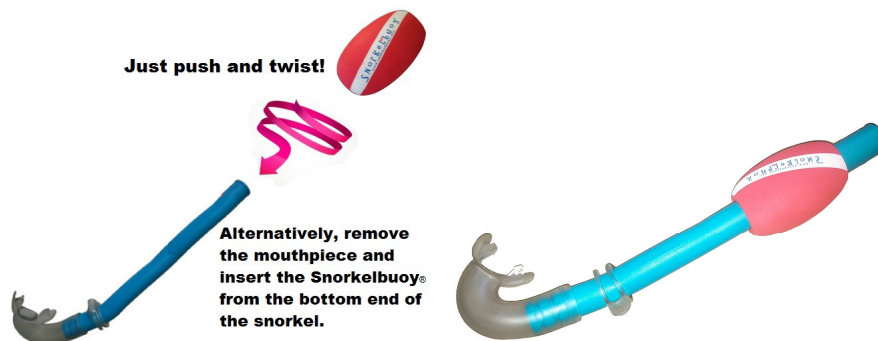 Just push and twist!
Snorkelbuoy
Alternatively, remove
the mouthpiece and
insert the Snorkelbuoy®
from the bottom end of
the snorkel.
Snorkelbuoy